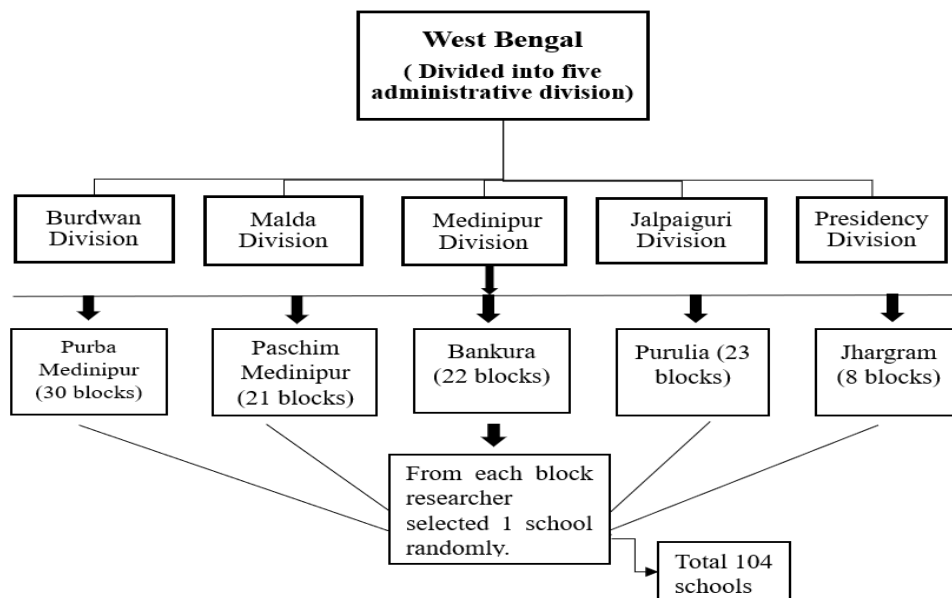 West Bengal
( Divided into five
administrative division)
Burdwan
Division
Malda
Division
Medinipur
Division
Jalpaiguri
Division
Presidency
Division
Purba
Medinipur
(30 blocks)
Paschim
Medinipur
(21 blocks)
Bankura
(22 blocks)
Purulia (23
blocks)
Jhargram
(8 blocks)
From each block
researcher
selected 1 school
randomly.
Total 104
schools